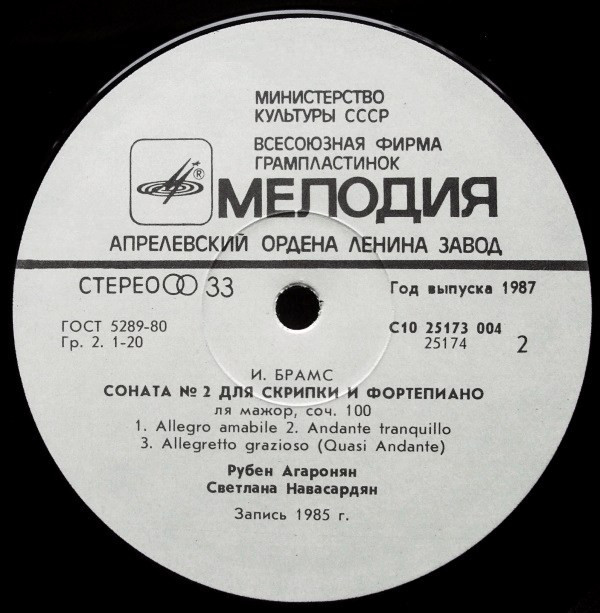 МИНИСТЕРСТВО
КУЛЬТУРЫ СССР
ВСЕСОЮЗНАЯ ФИРМА
ГРАМПЛАСТИНОК
®
МЕЛОДИЯ
АПРЕЛЕВСКИЙ ОРДЕНА ЛЕНИНА ЗАВОД
СТЕРЕО 33
Год выпуска 1987
ГОСТ 5289-80
С10 25173 004
Гр. 2. 1-20
25174 2
И. БРАМС
СОНАТА № 2 ДЛЯ СКРИПКИ И ФОРТЕПИАНО
ля мажор, соч. 100
1. Allegro amabile 2. Andante tranquillo
3. Allegretto grazioso (Quasi Andante)
Рубен Агаронян
Светлана Навасардян
Запись 1985 г.